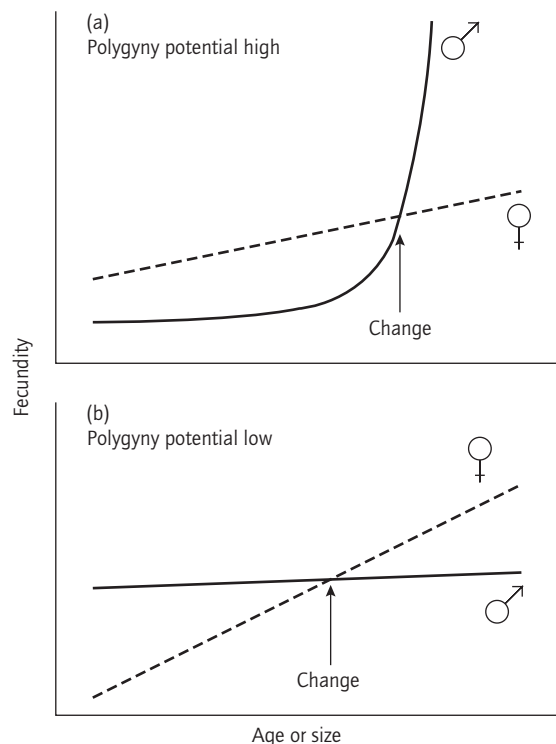 (a)
Polygyny potential high
Change
Fecundity
(b)
Polygyny potential low
Change
Age or size